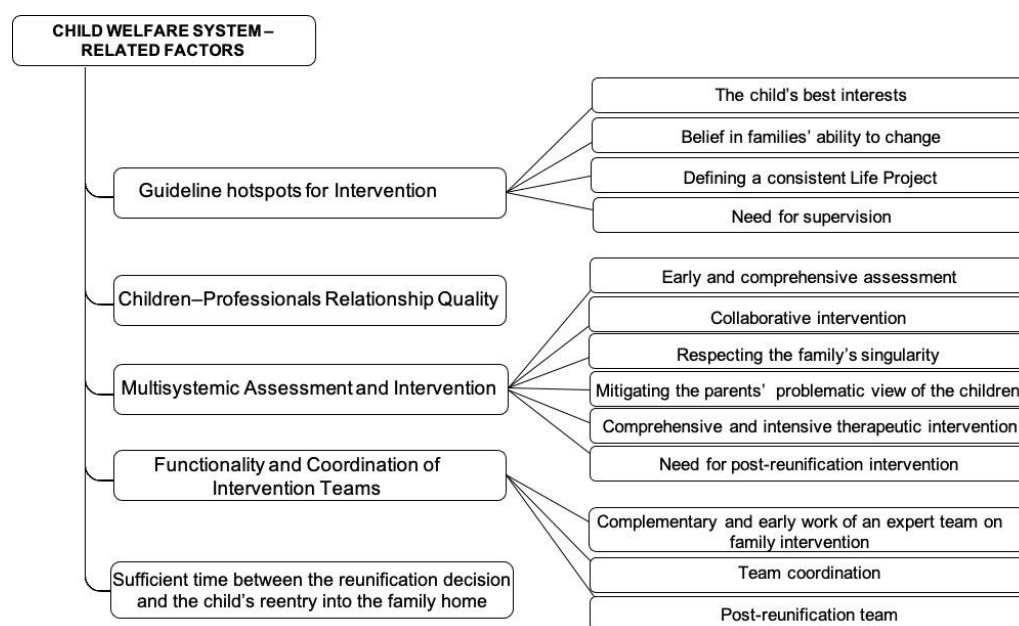 CHILD WELFARE SYSTEM –
RELATED FACTORS
Guideline hotspots for Intervention
The child's best interests
Belief in families' ability to change
Defining a consistent Life Project
Need for supervision
Children–Professionals Relationship Quality
Multisystemic Assessment and Intervention
Early and comprehensive assessment
Collaborative intervention
Respecting the family's singularity
Mitigating the parents' problematic view of the children
Comprehensive and intensive therapeutic intervention
Need for post-reunification intervention
Functionality and Coordination of
Intervention Teams
Complementary and early work of an expert team on
family intervention
Team coordination
Post-reunification team
Sufficient time between the reunification decision
and the child's reentry into the family home